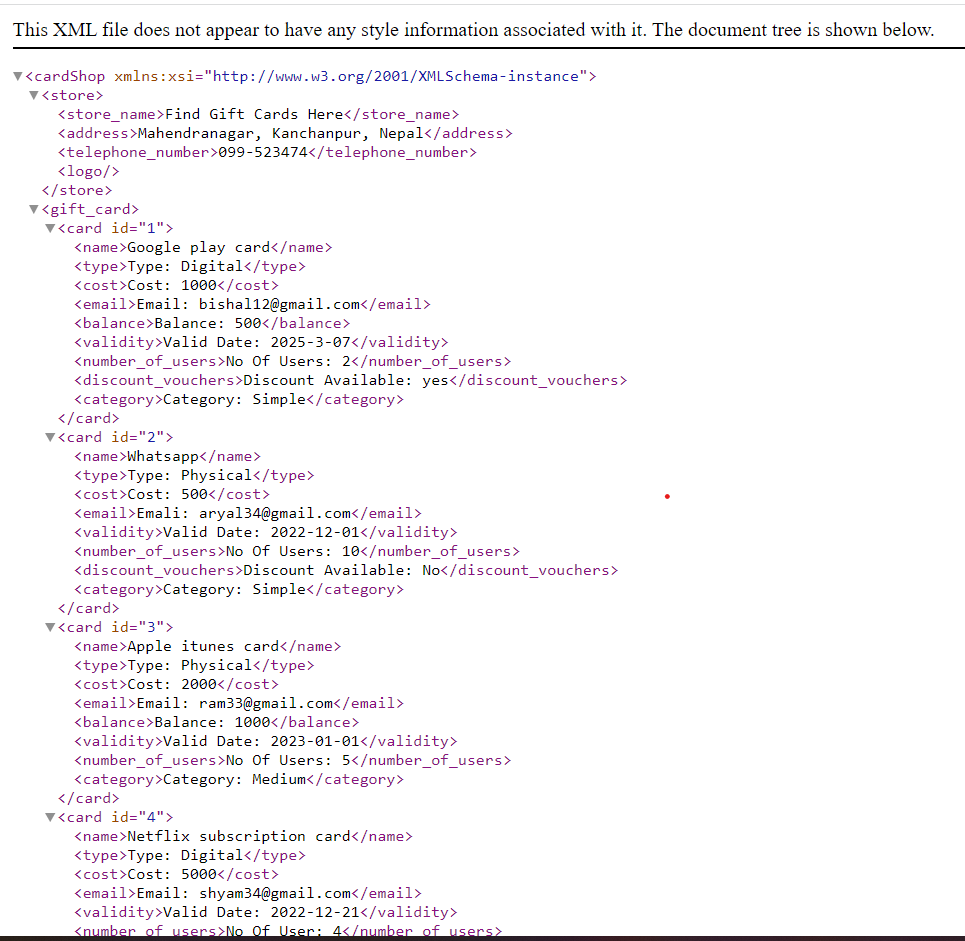 This XML file does not appear to have any style information associated with it. The document tree is shown below.
▼<cardShop xmlns:xsi="http://www.w3.org/2001/XMLSchema-instance">
▼<store>
<store_name>Find Gift Cards Here</store_name>
<address>Mahendranagar, Kanchanpur, Nepal</address>
<telephone_number>099-523474</telephone_number>
<logo/>
</store>
▼<gift_card>
▼<card id="1">
<name>Google play card</name>
<type>Type: Digital</type>
<cost>Cost: 1000</cost>
<email>Email: bishal12@gmail.com</email>
<balance>Balance: 500</balance>
<validity>Valid Date: 2025-3-07</validity>
<number_of_users>No Of Users: 2</number_of_users>
<discount_vouchers>Discount Available: yes</discount_vouchers>
<category>Category: Simple</category>
</card>
▼<card id="2">
<name>Whatsapp</name>
<type>Type: Physical</type>
<cost>Cost: 500</cost>
<email>Emali: aryal34@gmail.com</email>
<validity>Valid Date: 2022-12-01</validity>
<number_of_users>No Of Users: 10</number_of_users>
<discount_vouchers>Discount Available: No</discount_vouchers>
<category>Category: Simple</category>
</card>
▼<card id="3">
<name>Apple itunes card</name>
<type>Type: Physical</type>
<cost>Cost: 2000</cost>
<email>Email: ram33@gmail.com</email>
<balance>Balance: 1000</balance>
<validity>Valid Date: 2023-01-01</validity>
<number_of_users>No Of Users: 5</number_of_users>
<category>Category: Medium</category>
</card>
▼<card id="4">
<name>Netflix subscription card</name>
<type>Type: Digital</type>
<cost>Cost: 5000</cost>
<email>Email: shyam34@gmail.com</email>
<validity>Valid Date: 2022-12-21</validity>
<number_of_users>No Of User: 4</number_of_users>